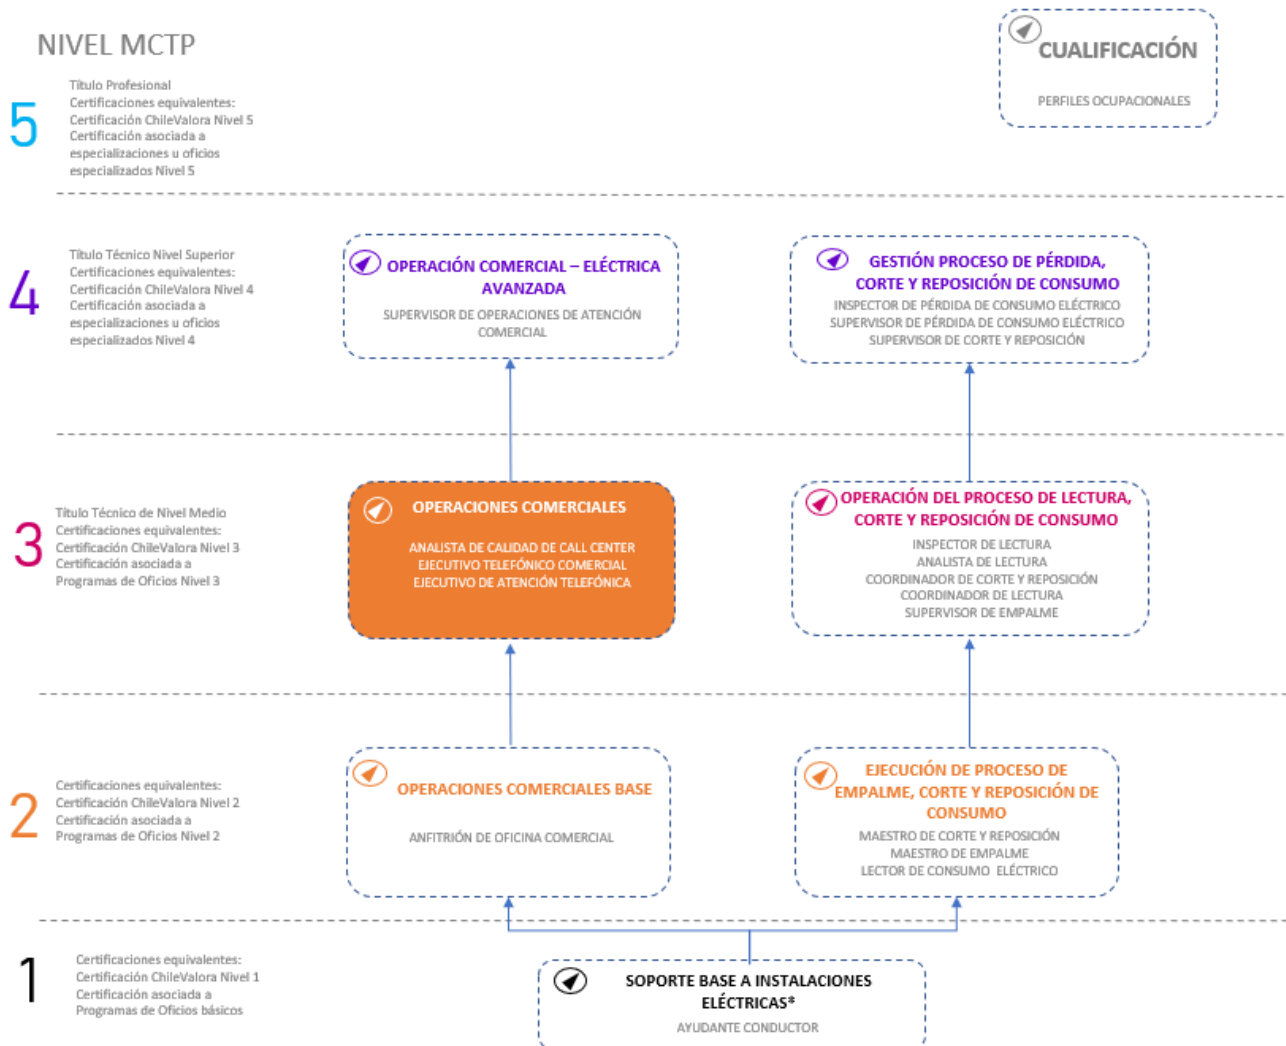 NIVEL MCTP
CUALIFICACIÓN
PERFILES OCUPACIONALES
5
Título Profesional
Certificaciones equivalentes:
Certificación ChileValora Nivel 5
Certificación asociada a
especializaciones u oficios
especializados Nivel 5
4
Título Técnico Nivel Superior
Certificaciones equivalentes:
Certificación ChileValora Nivel 4
Certificación asociada a
especializaciones u oficios
especializados Nivel 4
OPERACIÓN COMERCIAL – ELÉCTRICA
AVANZADA
SUPERVISOR DE OPERACIONES DE ATENCIÓN
COMERCIAL
GESTIÓN PROCESO DE PÉRDIDA,
CORTE Y REPOSICIÓN DE CONSUMO
INSPECTOR DE PÉRDIDA DE CONSUMO ELÉCTRICO
SUPERVISOR DE PÉRDIDA DE CONSUMO ELÉCTRICO
SUPERVISOR DE CORTE Y REPOSICIÓN
3
Título Técnico de Nivel Medio
Certificaciones equivalentes:
Certificación ChileValora Nivel 3
Certificación asociada a
Programas de Oficios Nivel 3
OPERACIONES COMERCIALES
ANALISTA DE CALIDAD DE CALL CENTER
EJECUTIVO TELEFÓNICO COMERCIAL
EJECUTIVO DE ATENCIÓN TELEFÓNICA
OPERACIÓN DEL PROCESO DE LECTURA,
CORTE Y REPOSICIÓN DE CONSUMO
INSPECTOR DE LECTURA
ANALISTA DE LECTURA
COORDINADOR DE CORTE Y REPOSICIÓN
COORDINADOR DE LECTURA
SUPERVISOR DE EMPALME
2
Certificaciones equivalentes:
Certificación ChileValora Nivel 2
Certificación asociada a
Programas de Oficios Nivel 2
OPERACIONES COMERCIALES BASE
ANFITRIÓN DE OFICINA COMERCIAL
EJECUCIÓN DE PROCESO DE
EMPALME, CORTE Y REPOSICIÓN DE
CONSUMO
MAESTRO DE CORTE Y REPOSICIÓN
MAESTRO DE EMPALME
LECTOR DE CONSUMO ELÉCTRICO
1
Certificaciones equivalentes:
Certificación ChileValora Nivel 1
Certificación asociada a
Programas de Oficios básicos
SOPORTE BASE A INSTALACIONES
ELÉCTRICAS*
AYUDANTE CONDUCTOR